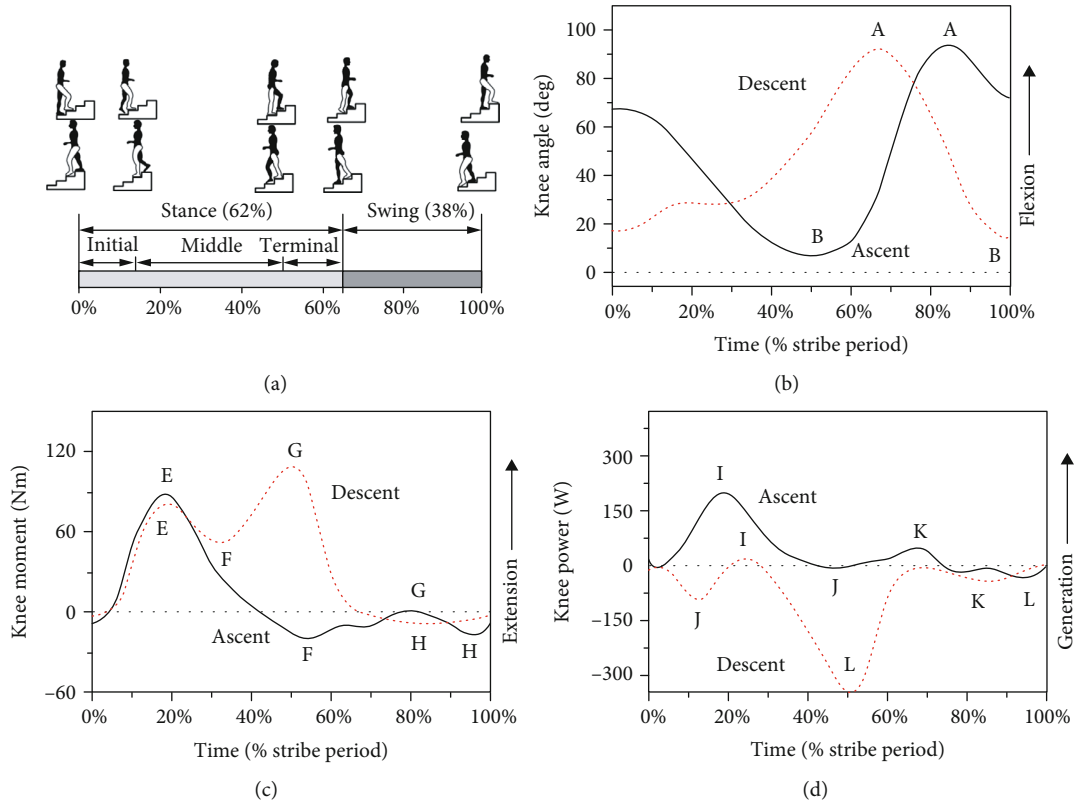 Stance (62%)
Swing (38%)
Initial
Middle
Terminal
0%
20%
40%
60%
80%
100%
(a)
100
80
60
40
20
0
Knee angle (deg)
A
A
Descent
B
Ascent
B
Flexion
0%
20%
40%
60%
80%
100%
Time (% stribe period)
(b)
120
60
0
–60
Knee moment (Nm)
E
G
Descent
E
F
G
Ascent
F
H
H
Extension
0%
20%
40%
60%
80%
100%
Time (% stribe period)
(c)
300
150
0
–150
–300
Knee power (W)
I
Ascent
I
K
J
K
L
J
Descent
L
Generation
0%
20%
40%
60%
80%
100%
Time (% stribe period)
(d)